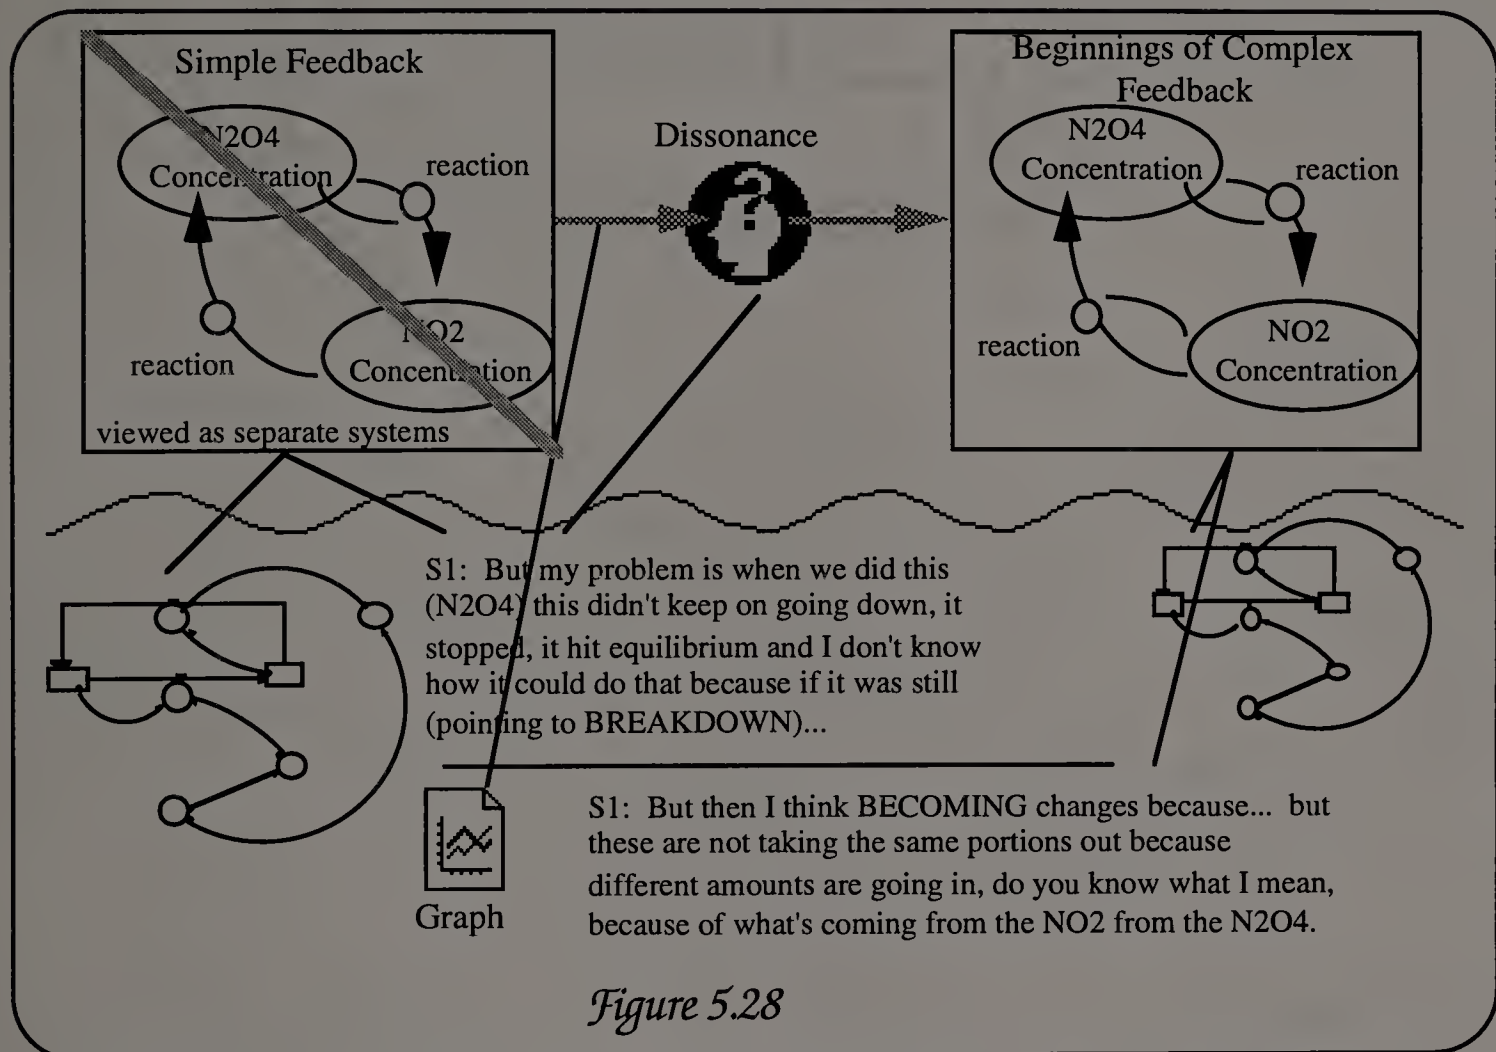 Simple Feedback
N2O4
Concentration
reaction
NO2
Concentration
reaction
viewed as separate systems
Dissonance
?
Beginnings of Complex
Feedback
N2O4
Concentration
reaction
NO2
Concentration
reaction
S1: But my problem is when we did this
(N2O4) this didn't keep on going down, it
stopped, it hit equilibrium and I don't know
how it could do that because if it was still
(pointing to BREAKDOWN)...
Graph
S1: But then I think BECOMING changes because... but
these are not taking the same portions out because
different amounts are going in, do you know what I mean,
because of what's coming from the NO2 from the N2O4.
Figure 5.28